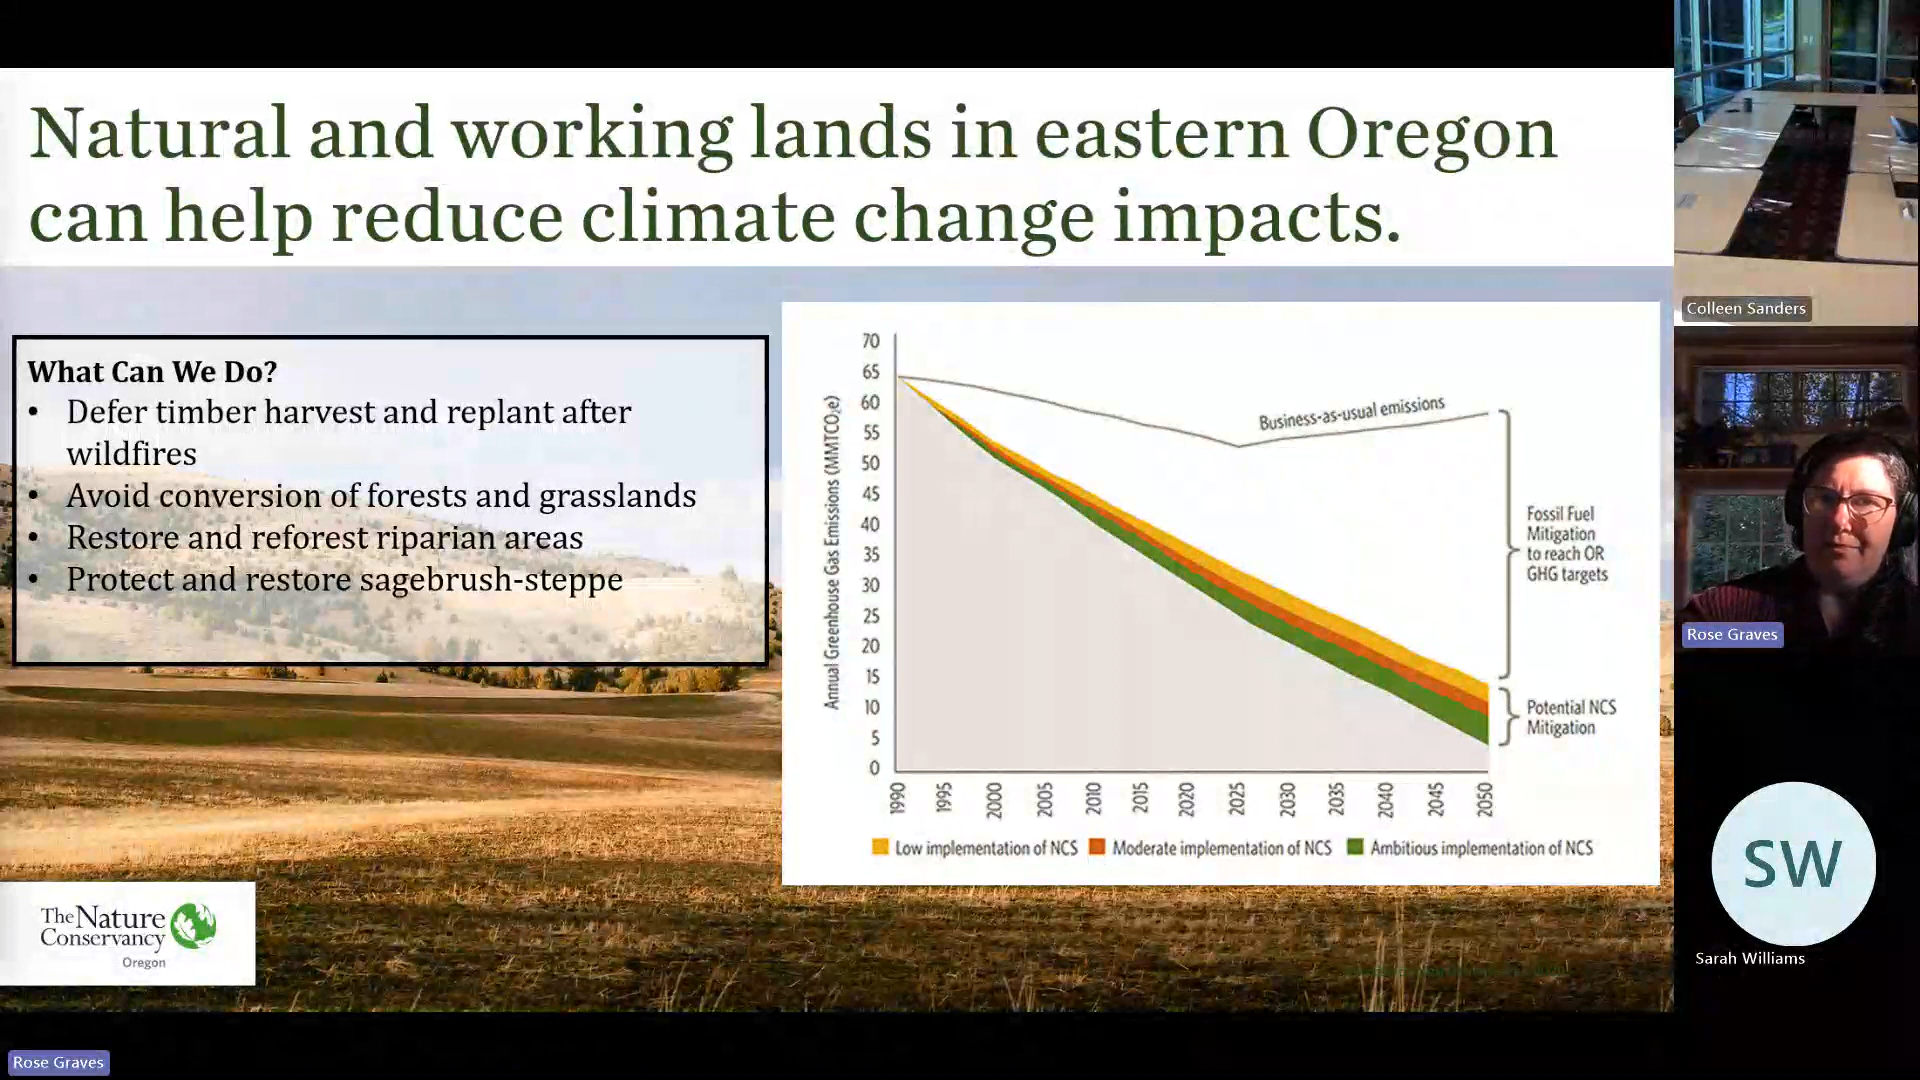 Natural and working lands in eastern Oregon
can help reduce climate change impacts.
What Can We Do?
• Defer timber harvest and replant after
wildfires
• Avoid conversion of forests and grasslands
• Restore and reforest riparian areas
• Protect and restore sagebrush-steppe
Annual Greenhouse Gas Emissions (MMTCO₂e)
70
65
60
55
50
45
40
35
30
25
20
15
10
5
0
1990 1995 2000 2005 2010 2015 2020 2025 2030 2035 2040 2045 2050
Business-as-usual emissions
Fossil Fuel
Mitigation
to reach OR
GHG targets
Potential NCS
Mitigation
Low implementation of NCS Moderate implementation of NCS Ambitious implementation of NCS
The Nature
Conservancy
Oregon
Colleen Sanders
Rose Graves
SW
Sarah Williams
Rose Graves